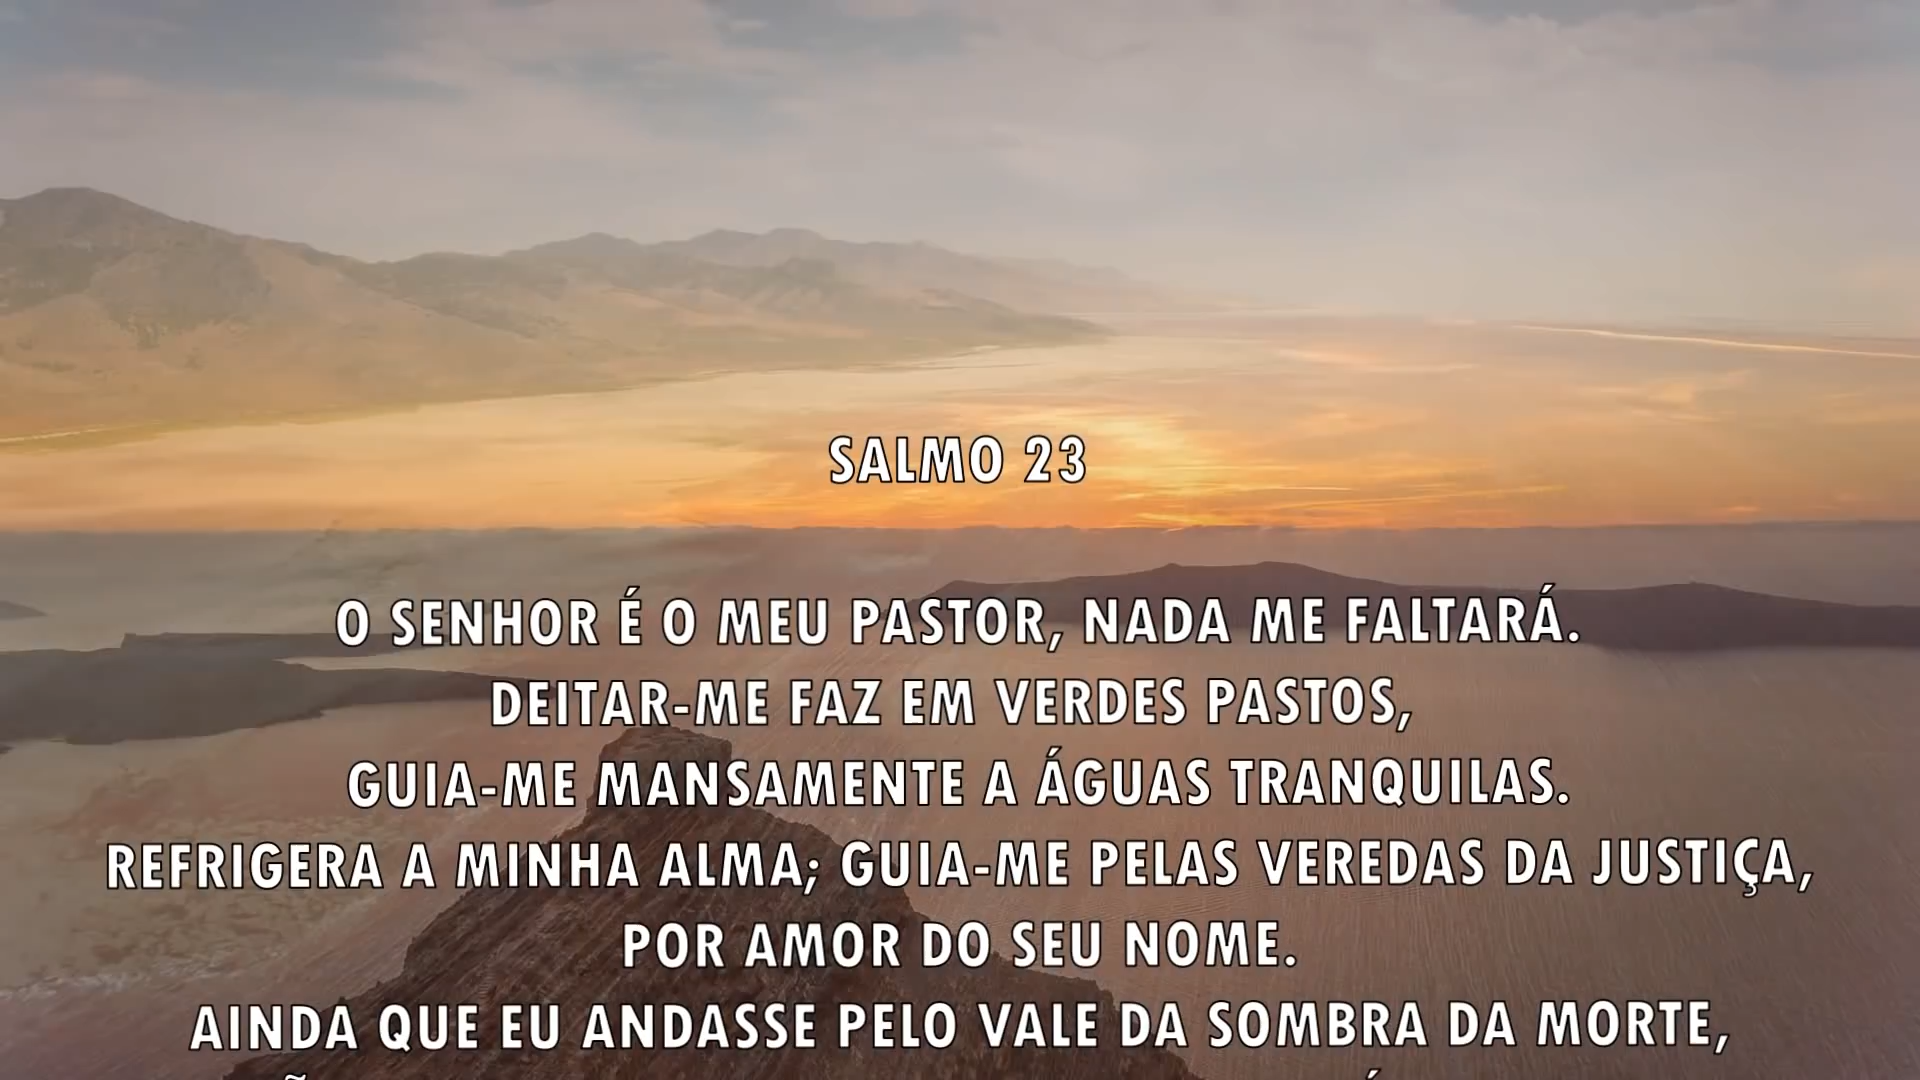 SALMO 23
O SENHOR É O MEU PASTOR, NADA ME FALTARÁ.
DEITAR-ME FAZ EM VERDES PASTOS,
GUIA-ME MANSAMENTE A ÁGUAS TRANQUILAS.
REFRIGERA A MINHA ALMA; GUIA-ME PELAS VEREDAS DA JUSTIÇA,
POR AMOR DO SEU NOME.
AINDA QUE EU ANDASSE PELO VALE DA SOMBRA DA MORTE,